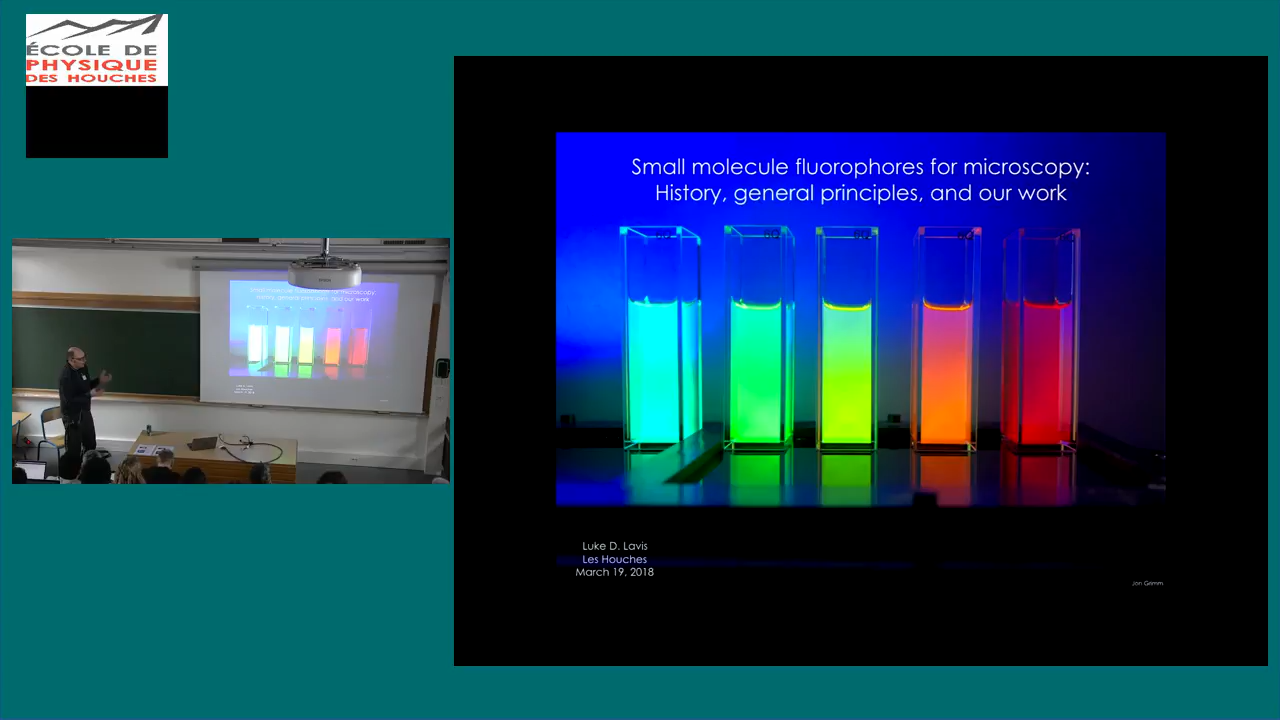 ÉCOLE DE
PHYSIQUE
DES HOUCHES
Small molecule fluorophores for microscopy:
History, general principles, and our work
Luke D. Lavis
Les Houches
March 19, 2018
Jon Grimm